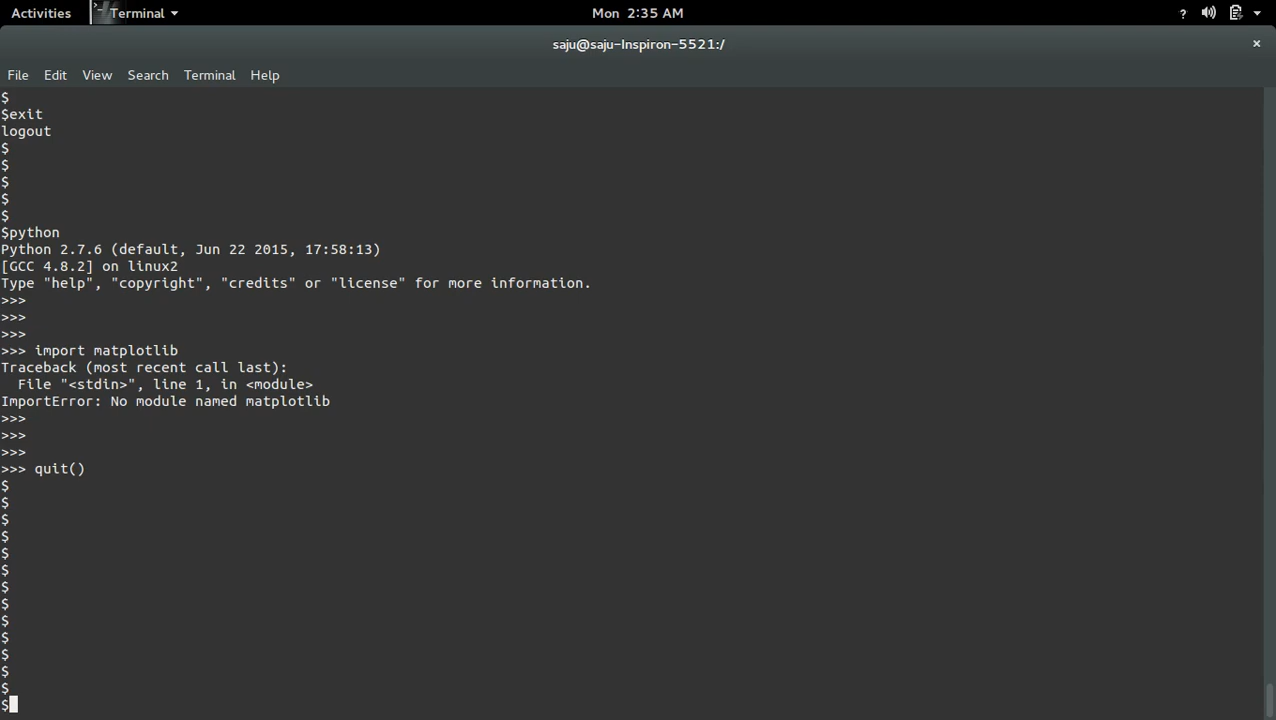 Activities Terminal Mon 2:35 AM ?
saju@saju-Inspiron-5521:/ ×
File Edit View Search Terminal Help
$
$exit
logout
$
$
$
$
$
$python
Python 2.7.6 (default, Jun 22 2015, 17:58:13)
[GCC 4.8.2] on linux2
Type "help", "copyright", "credits" or "license" for more information.
>>>
>>>
>>>
>>> import matplotlib
Traceback (most recent call last):
  File "<stdin>", line 1, in <module>
ImportError: No module named matplotlib
>>>
>>>
>>>
>>> quit()
$
$
$
$
$
$
$
$
$
$
$
$
$
$